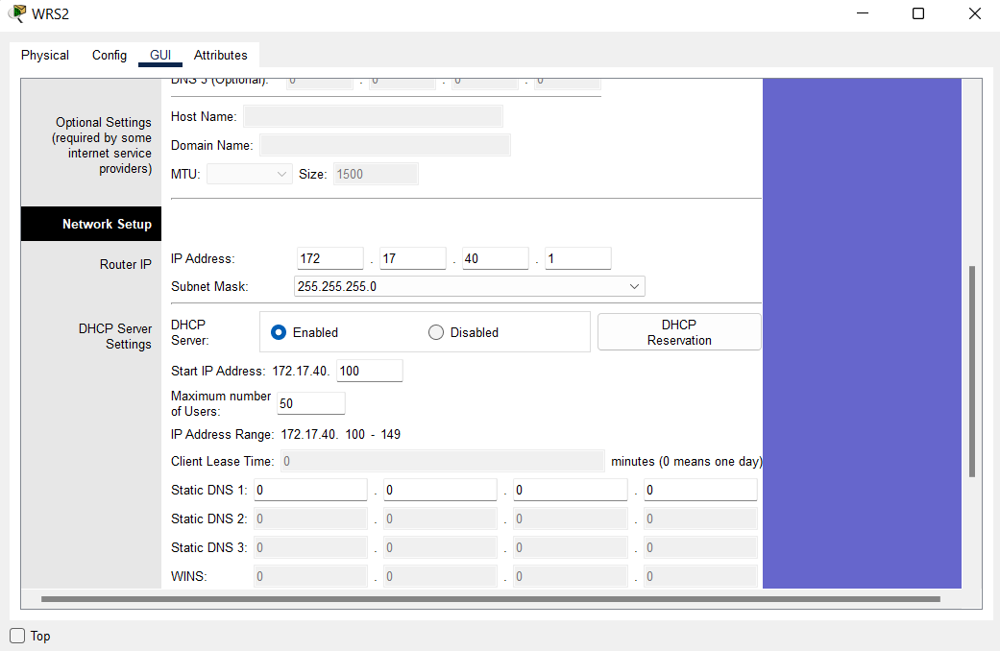 WRS2
Physical Config GUI Attributes
DNS 3 (Optional): 0 . 0 . 0 . 0
Optional Settings
(required by some
internet service
providers)
Host Name:
Domain Name:
MTU: Size: 1500
Network Setup
Router IP
IP Address: 172 . 17 . 40 . 1
Subnet Mask: 255.255.255.0
DHCP Server
Settings
DHCP
Server:
Enabled Disabled
DHCP
Reservation
Start IP Address: 172.17.40. 100
Maximum number
of Users:
50
IP Address Range: 172.17.40. 100 - 149
Client Lease Time: 0 minutes (0 means one day)
Static DNS 1: 0 . 0 . 0 . 0
Static DNS 2: 0 . 0 . 0 . 0
Static DNS 3: 0 . 0 . 0 . 0
WINS: 0 . 0 . 0 . 0
Top